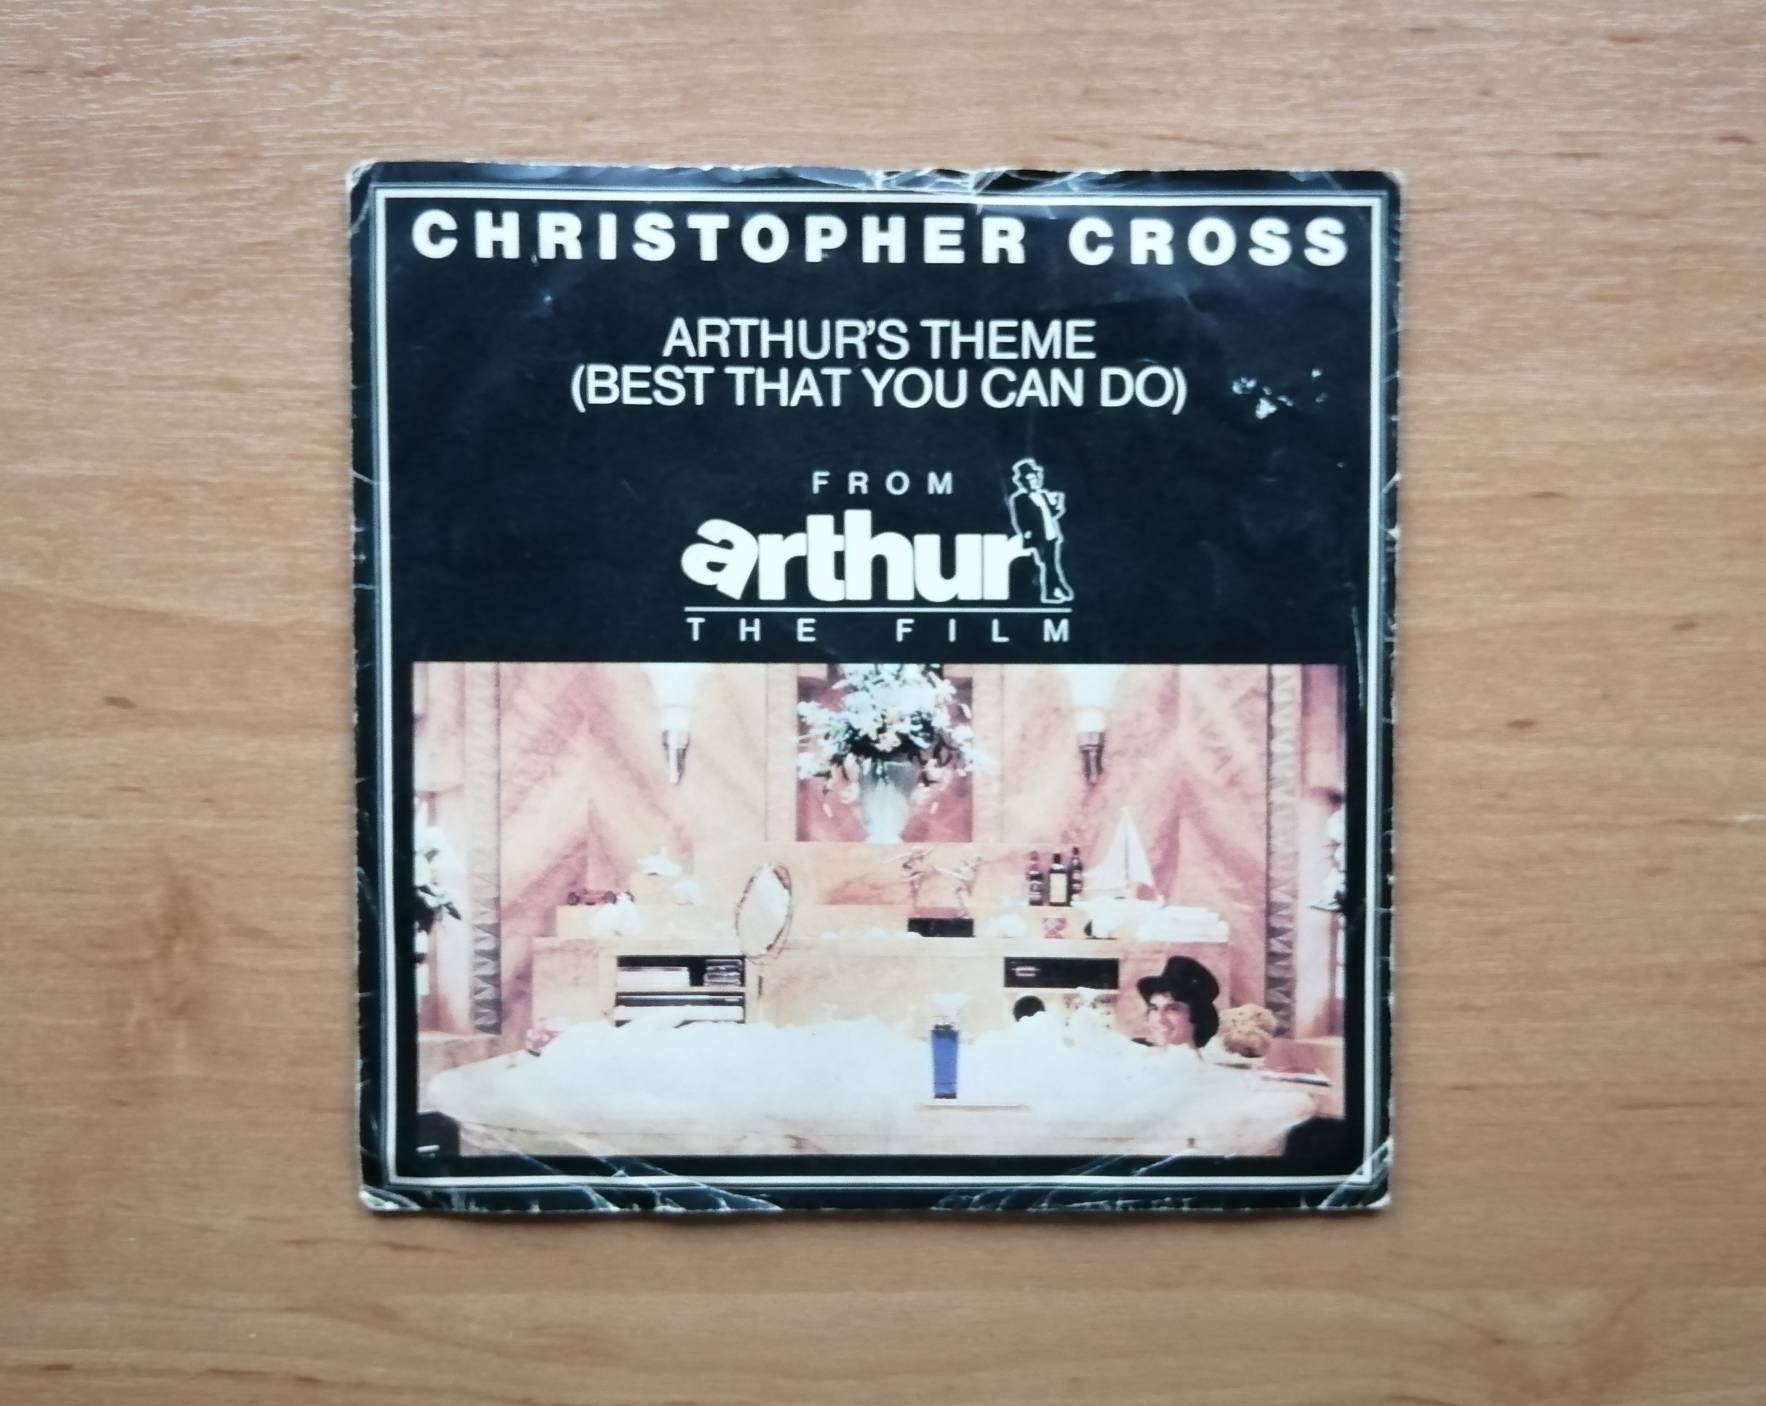 CHRISTOPHER CROSS
ARTHUR'S THEME
(BEST THAT YOU CAN DO)
FROM
arthur
THE FILM